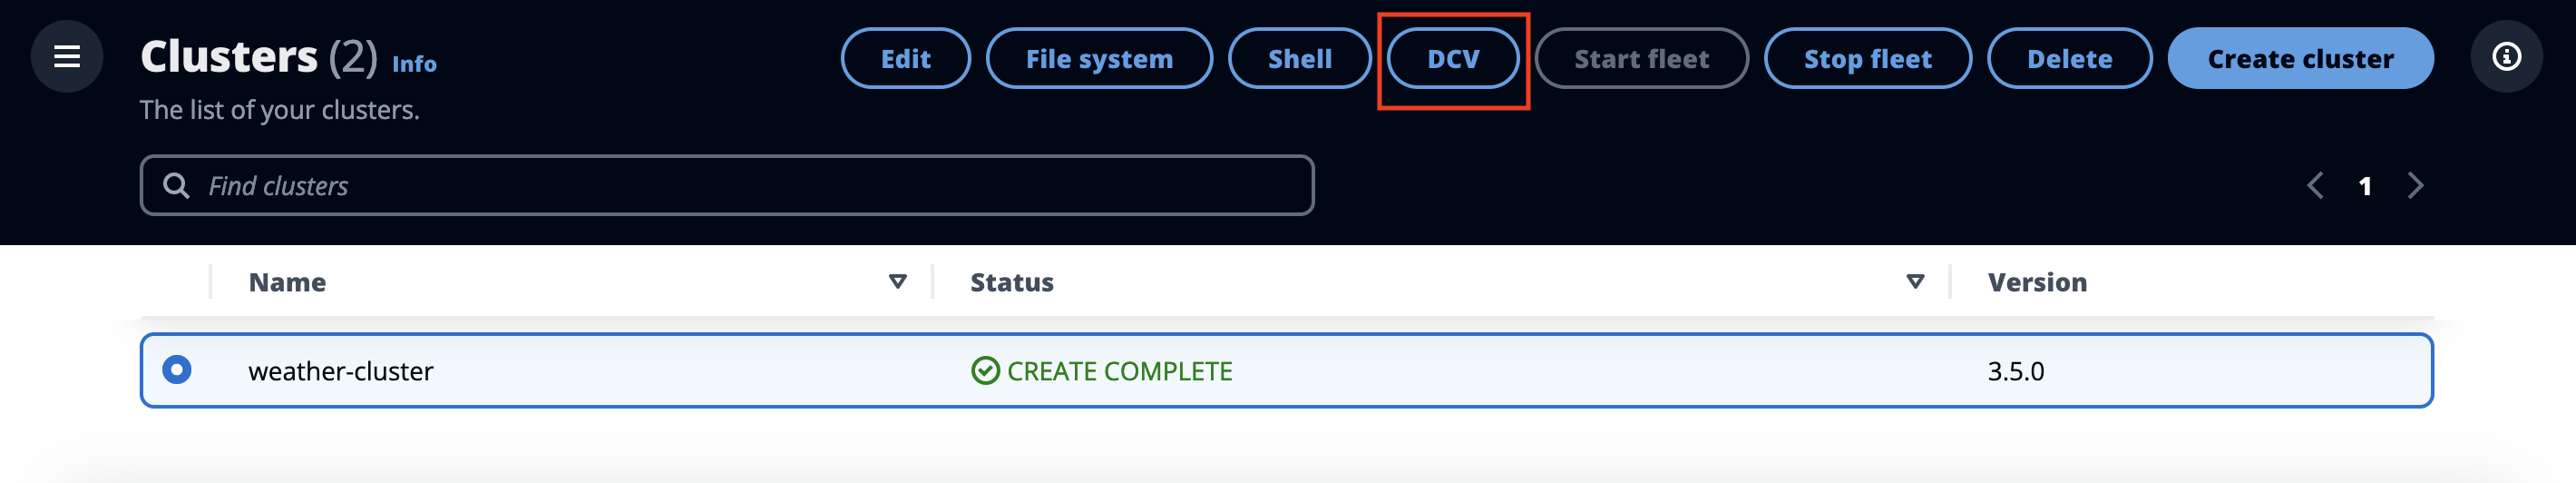 Clusters (2) Info
Edit
File system
Shell
DCV
Start fleet
Stop fleet
Delete
Create cluster
The list of your clusters.
Find clusters
1
Name
Status
Version
weather-cluster
CREATE COMPLETE
3.5.0